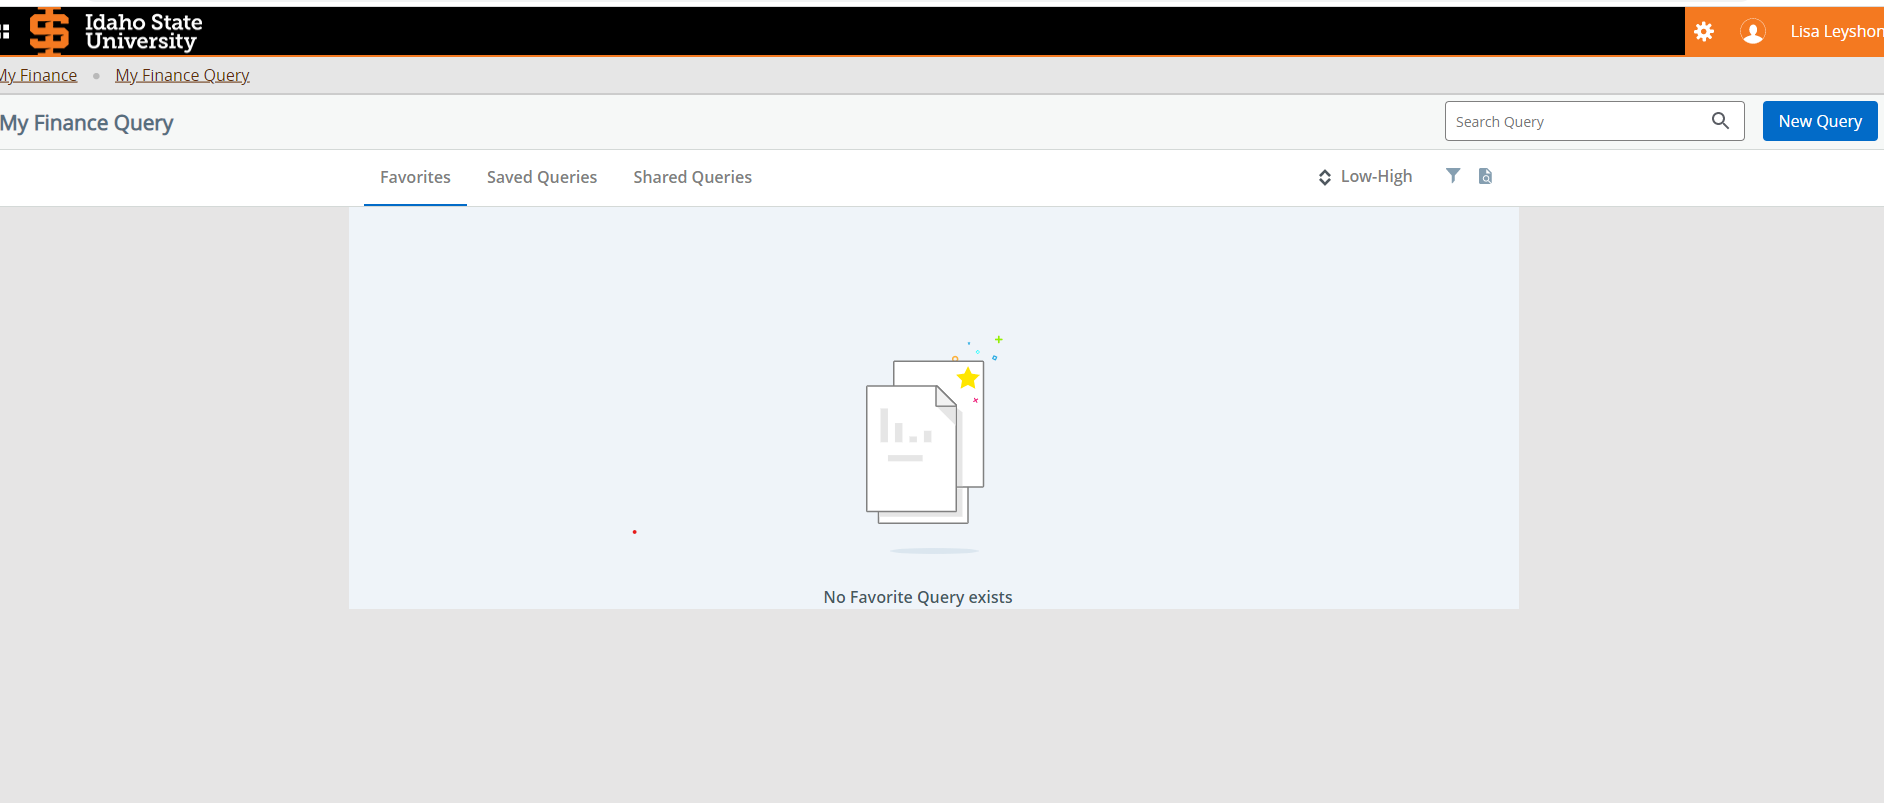 Idaho State
University
Lisa Leyshon
My Finance
My Finance Query
My Finance Query
Search Query
New Query
Favorites
Saved Queries
Shared Queries
Low-High
No Favorite Query exists